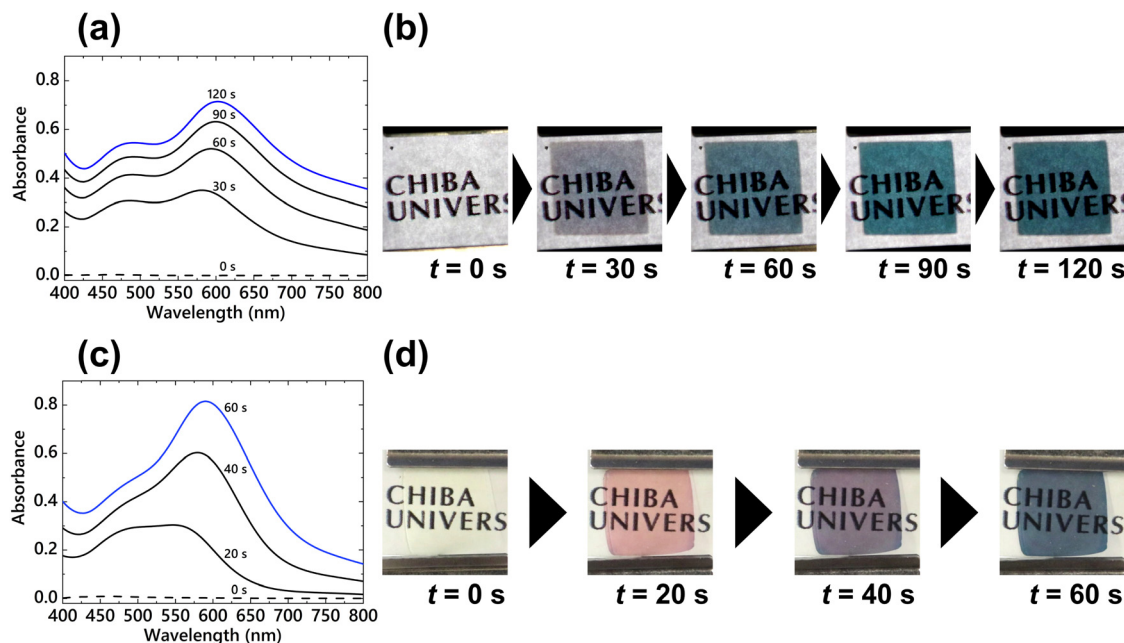 (a)
(b)
Absorbance
0.8
0.6
0.4
0.2
0.0
120 s
90 s
60 s
30 s
0 s
400 450 500 550 600 650 700 750 800
Wavelength (nm)
CHIBA
UNIVERS
CHIBA
UNIVERS
CHIBA
UNIVERS
CHIBA
UNIVERS
CHIBA
UNIVERS
t = 0 s
t = 30 s
t = 60 s
t = 90 s
t = 120 s
(c)
(d)
Absorbance
0.8
0.6
0.4
0.2
0.0
60 s
40 s
20 s
0 s
400 450 500 550 600 650 700 750 800
Wavelength (nm)
CHIBA
UNIVERS
CHIBA
UNIVERS
CHIBA
UNIVERS
CHIBA
UNIVERS
t = 0 s
t = 20 s
t = 40 s
t = 60 s